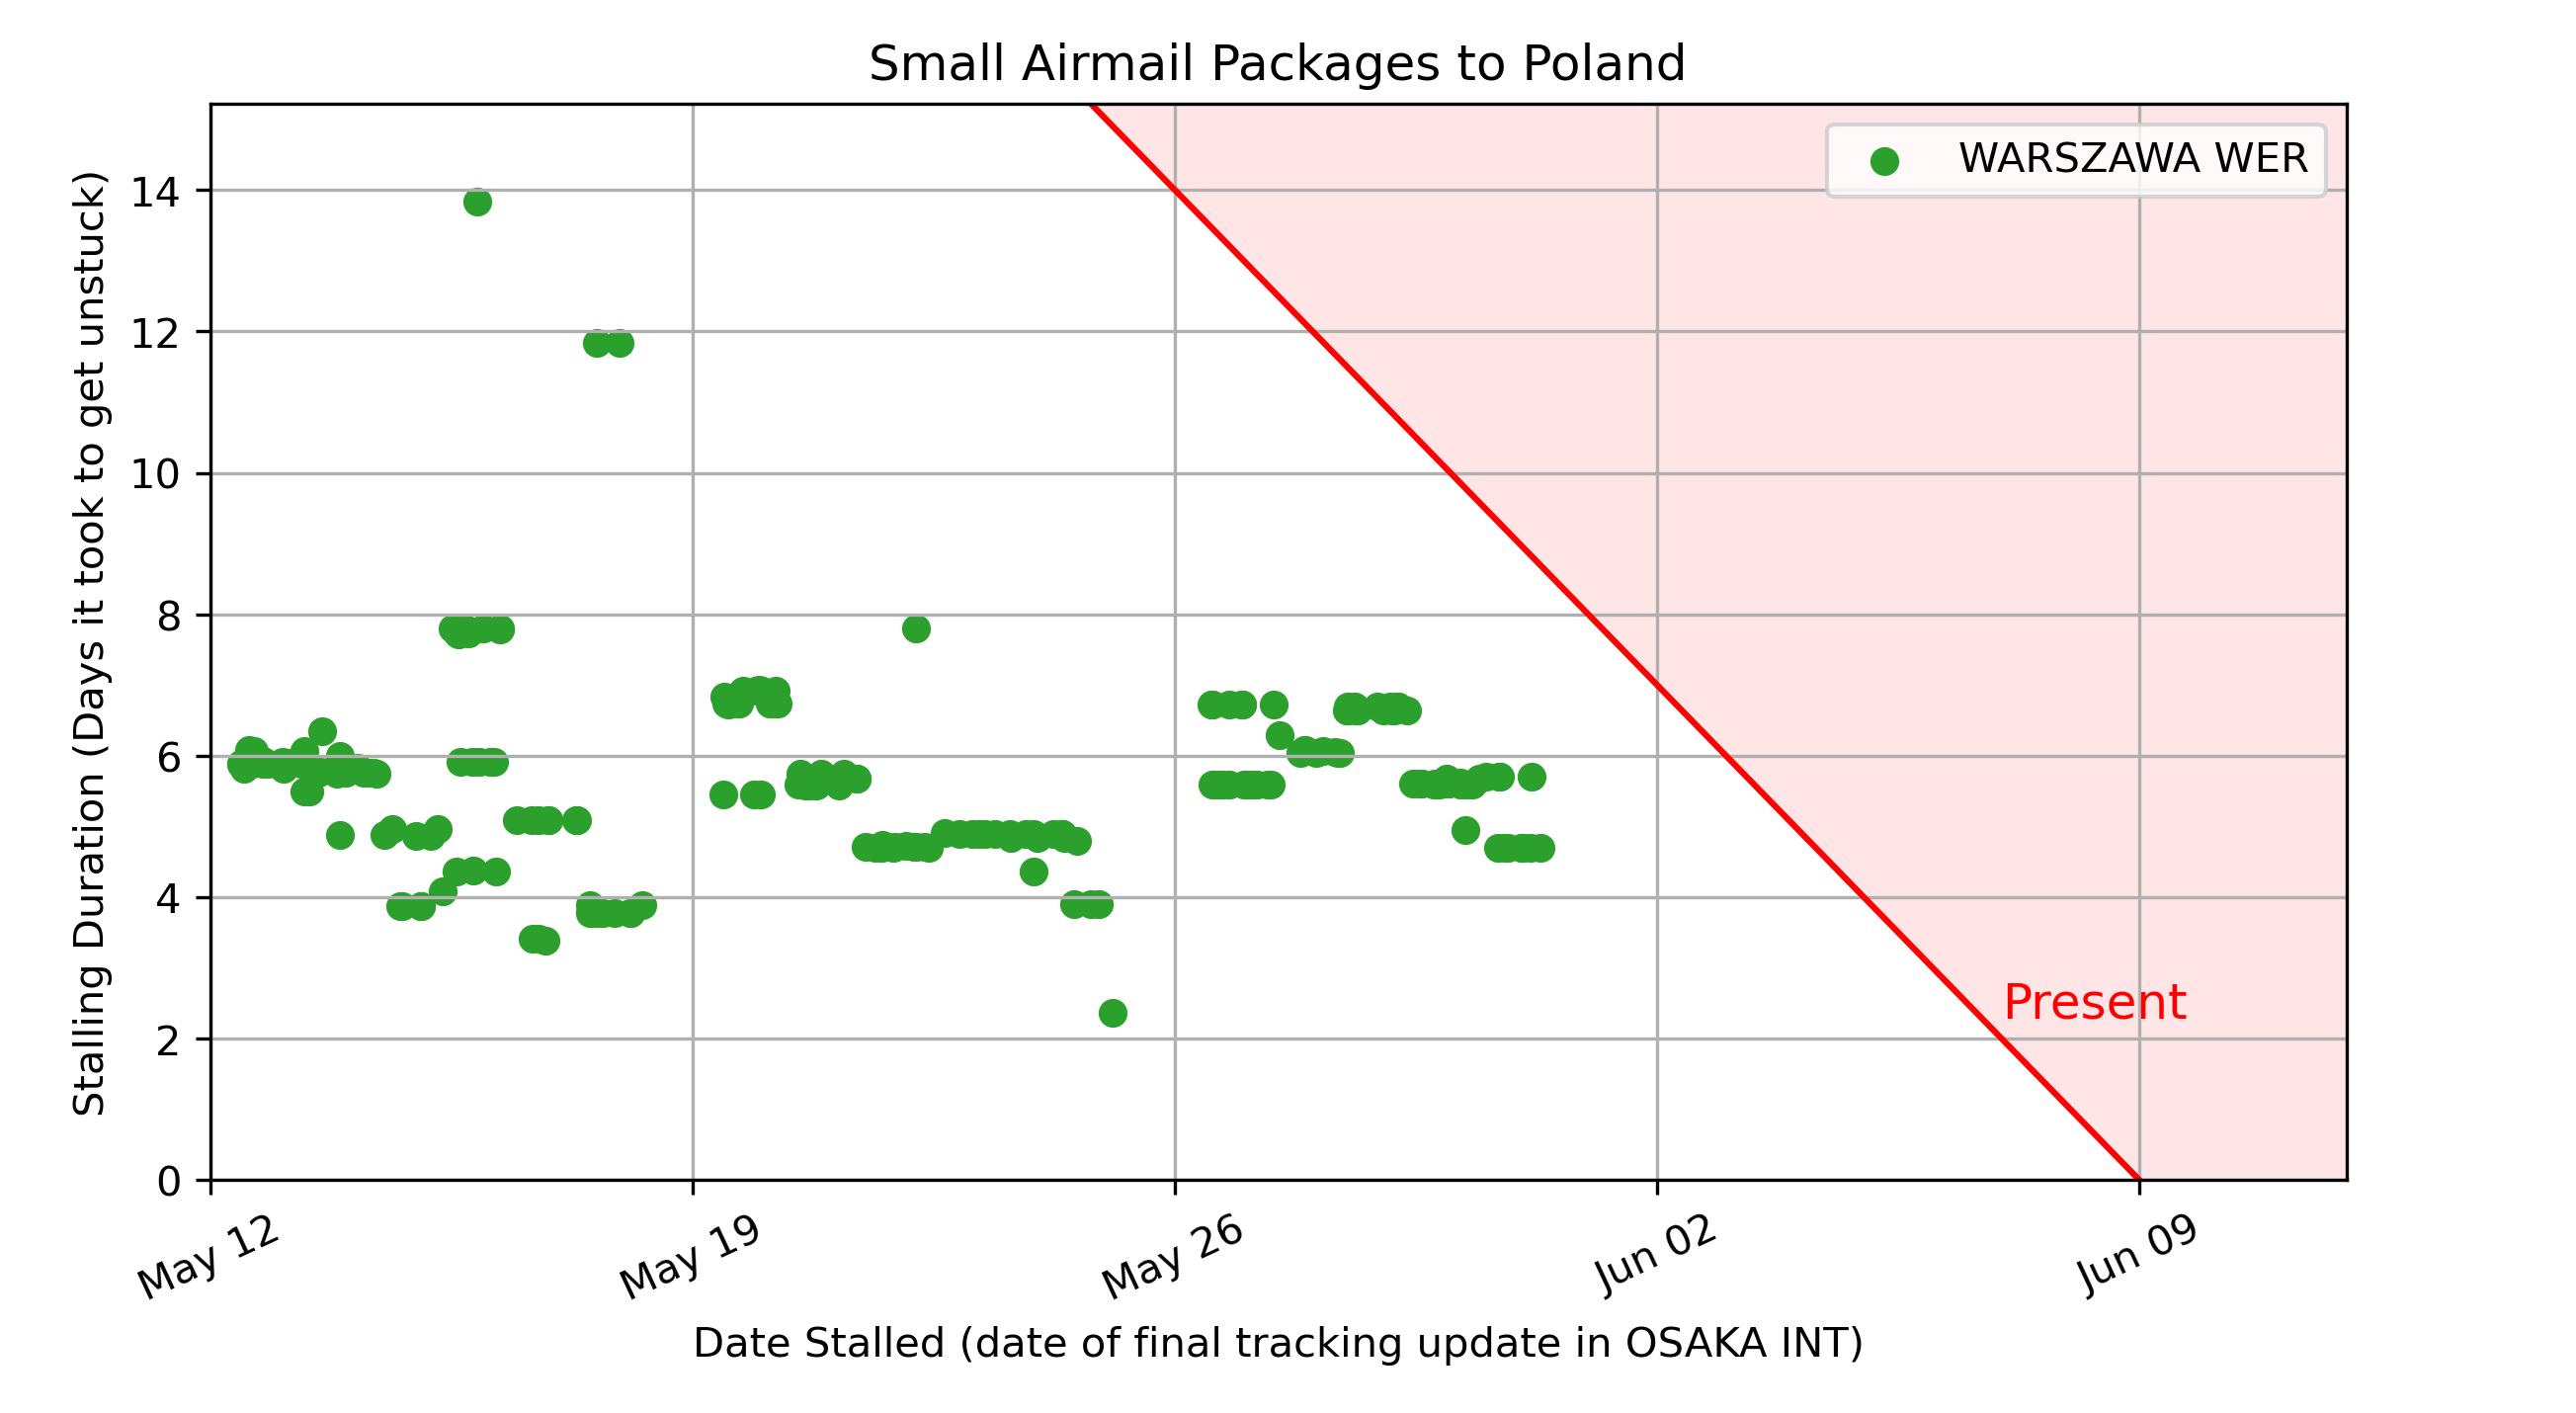 Small Airmail Packages to Poland
WARSZAWA WER
Stalling Duration (Days it took to get unstuck)
14
12
10
8
6
4
2
0
Present
May 12
May 19
May 26
Jun 02
Jun 09
Date Stalled (date of final tracking update in OSAKA INT)